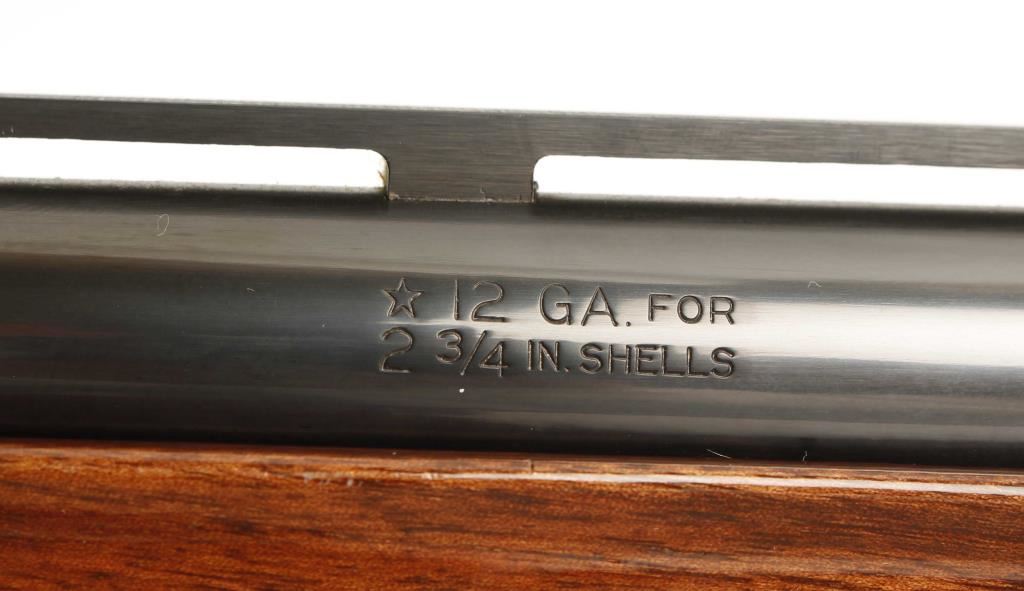 ☆ 12 GA. FOR
2 3/4 IN. SHELLS